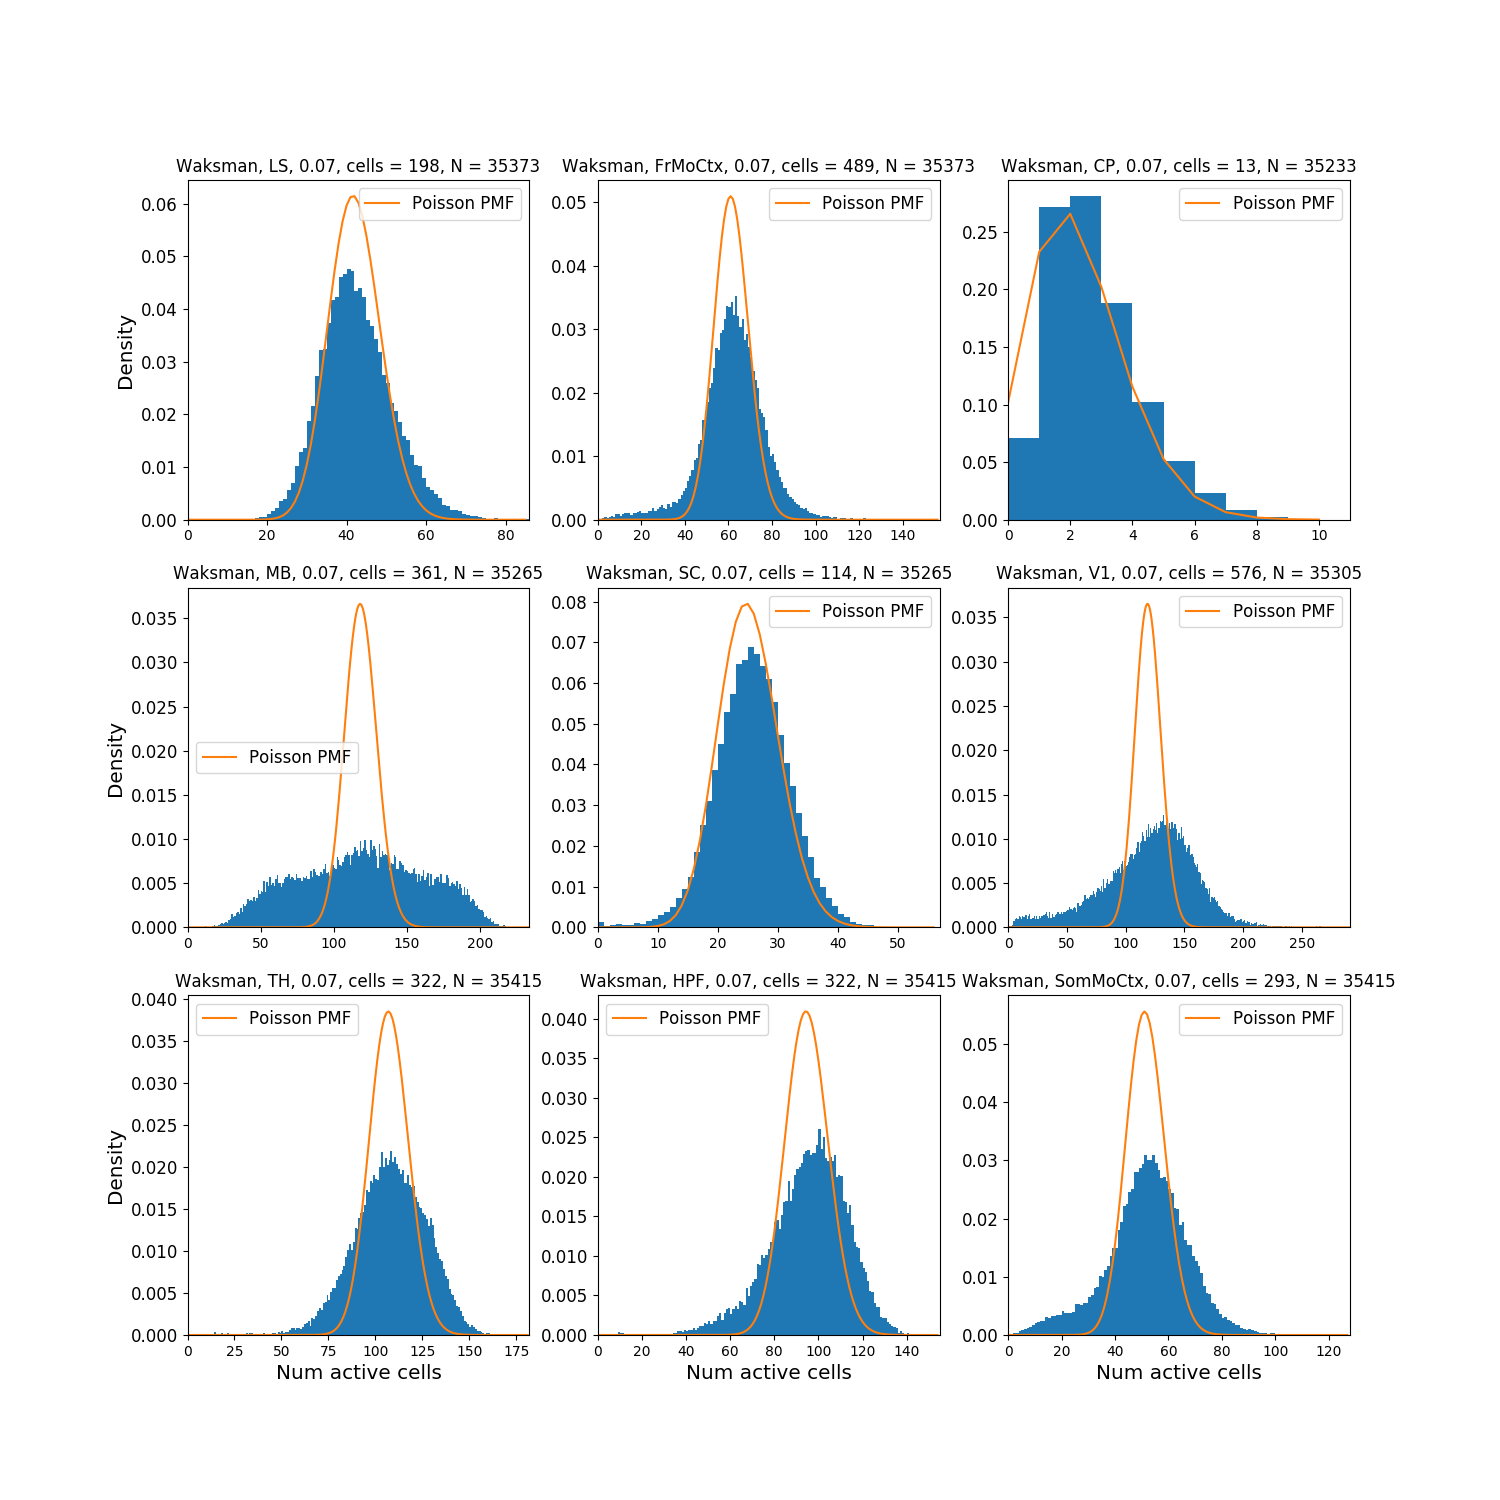 Waksman, LS, 0.07, cells = 198, N = 35373
Waksman, FrMoCtx, 0.07, cells = 489, N = 35373
Waksman, CP, 0.07, cells = 13, N = 35233
Poisson PMF
Poisson PMF
Poisson PMF
Density
0.06
0.05
0.04
0.03
0.02
0.01
0.00
0 20 40 60 80
0.05
0.04
0.03
0.02
0.01
0.00
0 20 40 60 80 100 120 140
0.25
0.20
0.15
0.10
0.05
0.00
0 2 4 6 8 10
Waksman, MB, 0.07, cells = 361, N = 35265
Waksman, SC, 0.07, cells = 114, N = 35265
Waksman, V1, 0.07, cells = 576, N = 35305
Poisson PMF
Poisson PMF
Poisson PMF
Density
0.035
0.030
0.025
0.020
0.015
0.010
0.005
0.000
0 50 100 150 200
0.08
0.07
0.06
0.05
0.04
0.03
0.02
0.01
0.00
0 10 20 30 40 50
0.035
0.030
0.025
0.020
0.015
0.010
0.005
0.000
0 50 100 150 200 250
Waksman, TH, 0.07, cells = 322, N = 35415
Waksman, HPF, 0.07, cells = 322, N = 35415
Waksman, SomMoCtx, 0.07, cells = 293, N = 35415
Poisson PMF
Poisson PMF
Poisson PMF
Density
0.040
0.035
0.030
0.025
0.020
0.015
0.010
0.005
0.000
0 25 50 75 100 125 150 175
Num active cells
0.040
0.035
0.030
0.025
0.020
0.015
0.010
0.005
0.000
0 20 40 60 80 100 120 140
Num active cells
0.05
0.04
0.03
0.02
0.01
0.00
0 20 40 60 80 100 120
Num active cells